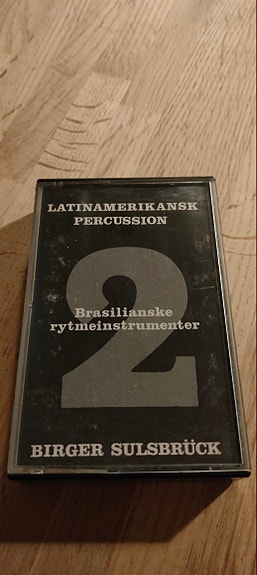 LATINAMERIKANSK
PERCUSSION
2
Brasilianske
rytmeinstrumenter
BIRGER SULSBRÜCK